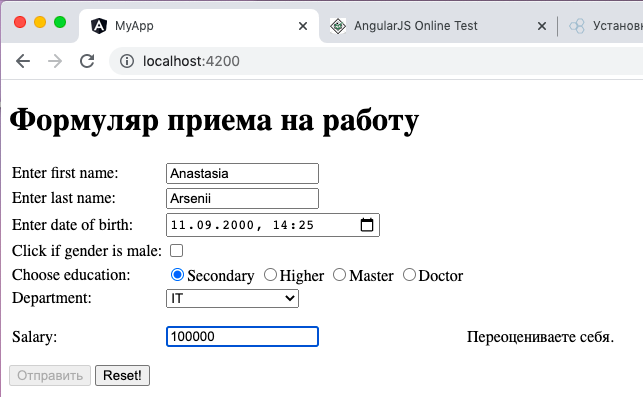 MyApp
AngularJS Online Test
Установк
localhost:4200
Формуляр приема на работу
Enter first name: Anastasia
Enter last name: Arsenii
Enter date of birth: 11.09.2000, 14:25
Click if gender is male:
Choose education: Secondary Higher Master Doctor
Department: IT
Salary: 100000 Переоцениваете себя.
Отправить Reset!